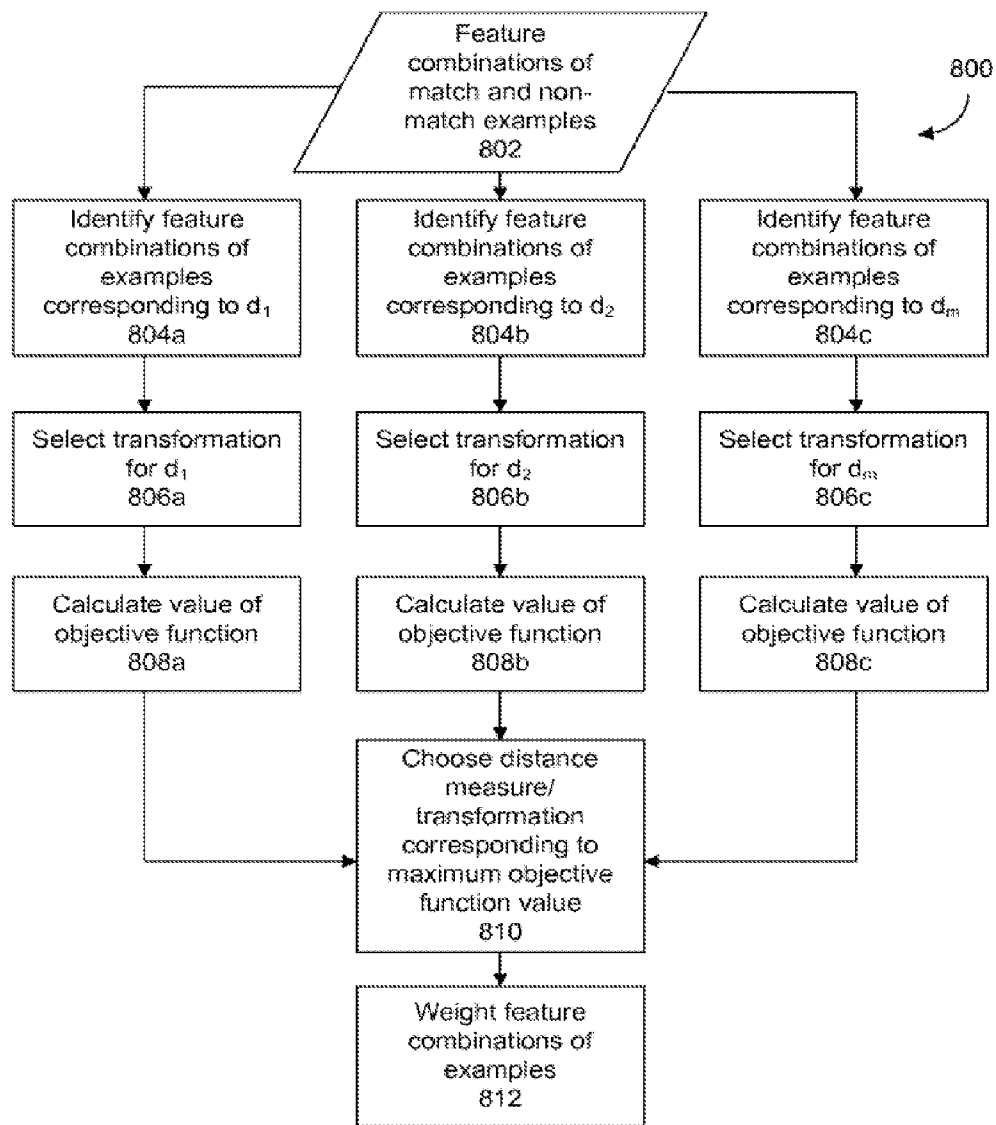 Feature
combinations of
match and non-
match examples
802
800
Identify feature
combinations of
examples
corresponding to d₁
804a
Identify feature
combinations of
examples
corresponding to d₂
804b
Identify feature
combinations of
examples
corresponding to dₘ
804c
Select transformation
for d₁
806a
Select transformation
for d₂
806b
Select transformation
for dₘ
806c
Calculate value of
objective function
808a
Calculate value of
objective function
808b
Calculate value of
objective function
808c
Choose distance
measure/
transformation
corresponding to
maximum objective
function value
810
Weight feature
combinations of
examples
812